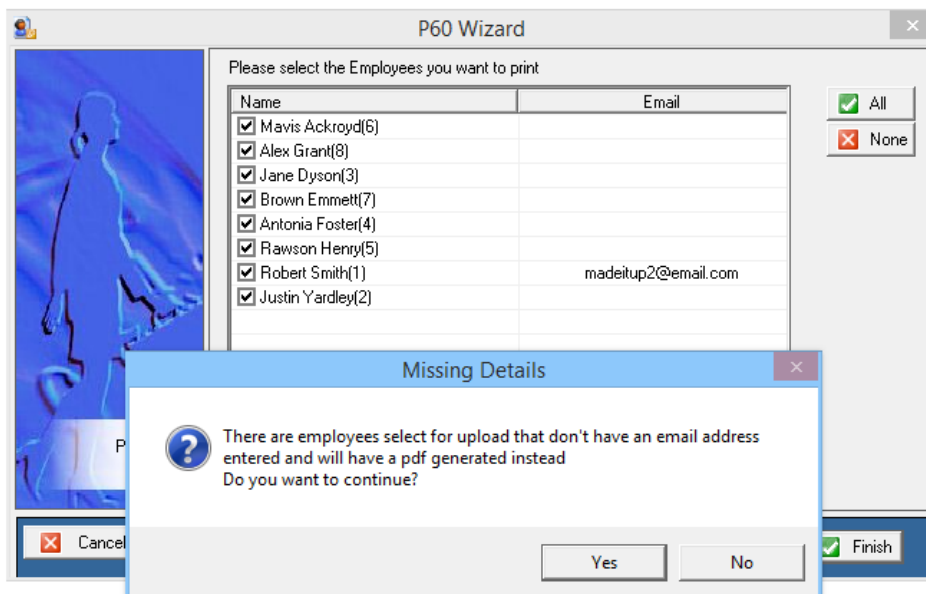 P60 Wizard
Please select the Employees you want to print
Name Email
Mavis Ackroyd(6)
Alex Grant(8)
Jane Dyson(3)
Brown Emmett(7)
Antonia Foster(4)
Rawson Henry(5)
Robert Smith(1) madeitup2@email.com
Justin Yardley(2)
All
None
Missing Details
There are employees select for upload that don't have an email address
entered and will have a pdf generated instead
Do you want to continue?
Yes No
P
Cancel
Finish